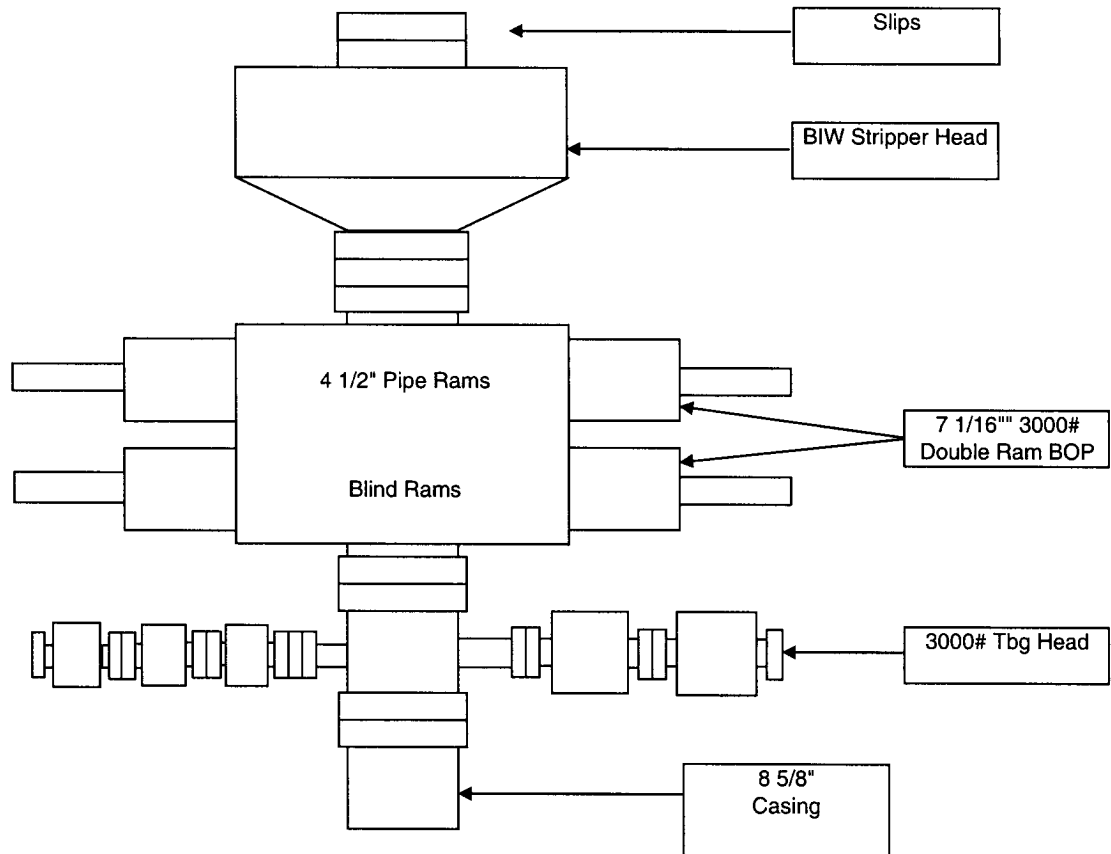 Slips
BIW Stripper Head
4 1/2" Pipe Rams
7 1/16"" 3000#
Double Ram BOP
Blind Rams
3000# Tbg Head
8 5/8"
Casing